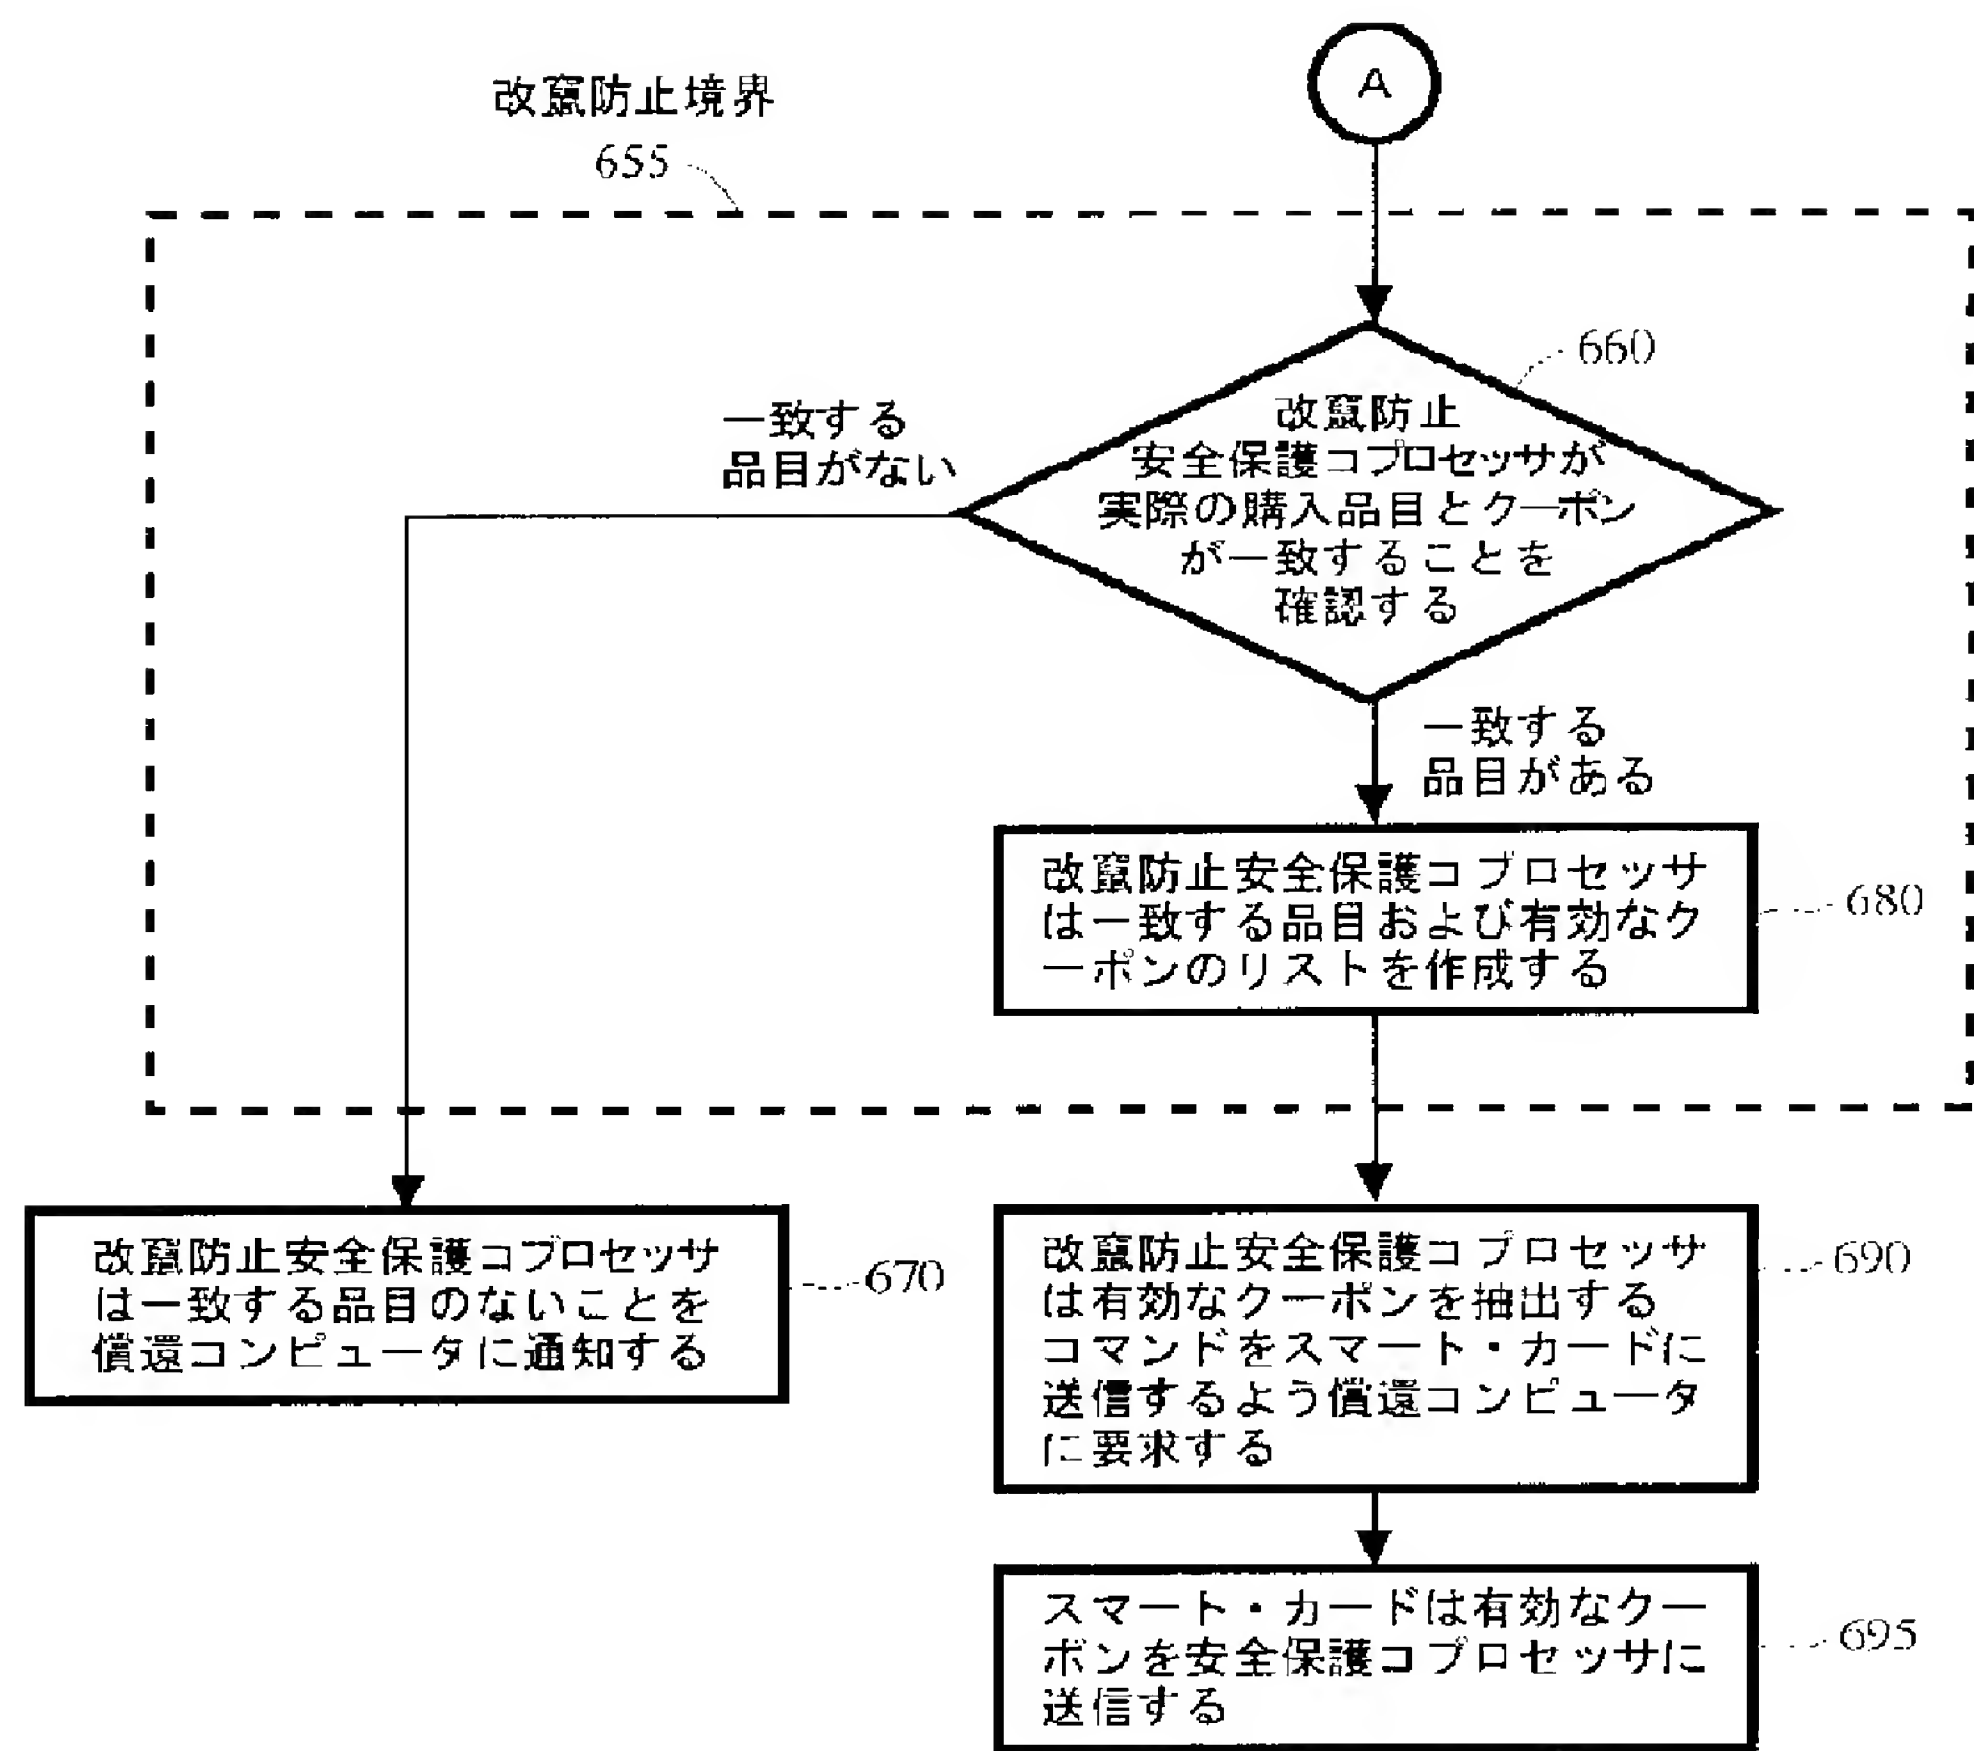 A
改竄防止境界
655
660
改竄防止
安全保護コプロセッサが
実際の購入品目とクーポン
が一致することを
確認する
一致する
品目がない
一致する
品目がある
改竄防止安全保護コプロセッサ
は一致する品目および有効なク
ーポンのリストを作成する
680
改竄防止安全保護コプロセッサ
は一致する品目のないことを
償還コンピュータに通知する
670
改竄防止安全保護コプロセッサ
は有効なクーポンを抽出する
コマンドをスマート・カードに
送信するよう償還コンピュータ
に要求する
690
スマート・カードは有効なクー
ポンを安全保護コプロセッサに
送信する
695